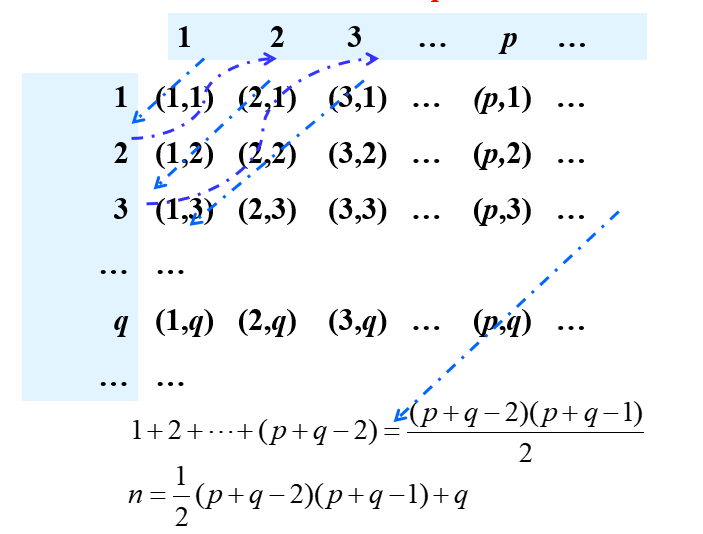 1 2 3 … p …
1 (1,1) (2,1) (3,1) … (p,1) …
2 (1,2) (2,2) (3,2) … (p,2) …
3 (1,3) (2,3) (3,3) … (p,3) …
… …
q (1,q) (2,q) (3,q) … (p,q) …
… …
1+2+⋯+(p+q−2)=\frac{(p+q−2)(p+q−1)}{2}
n=\frac{1}{2}(p+q−2)(p+q−1)+q